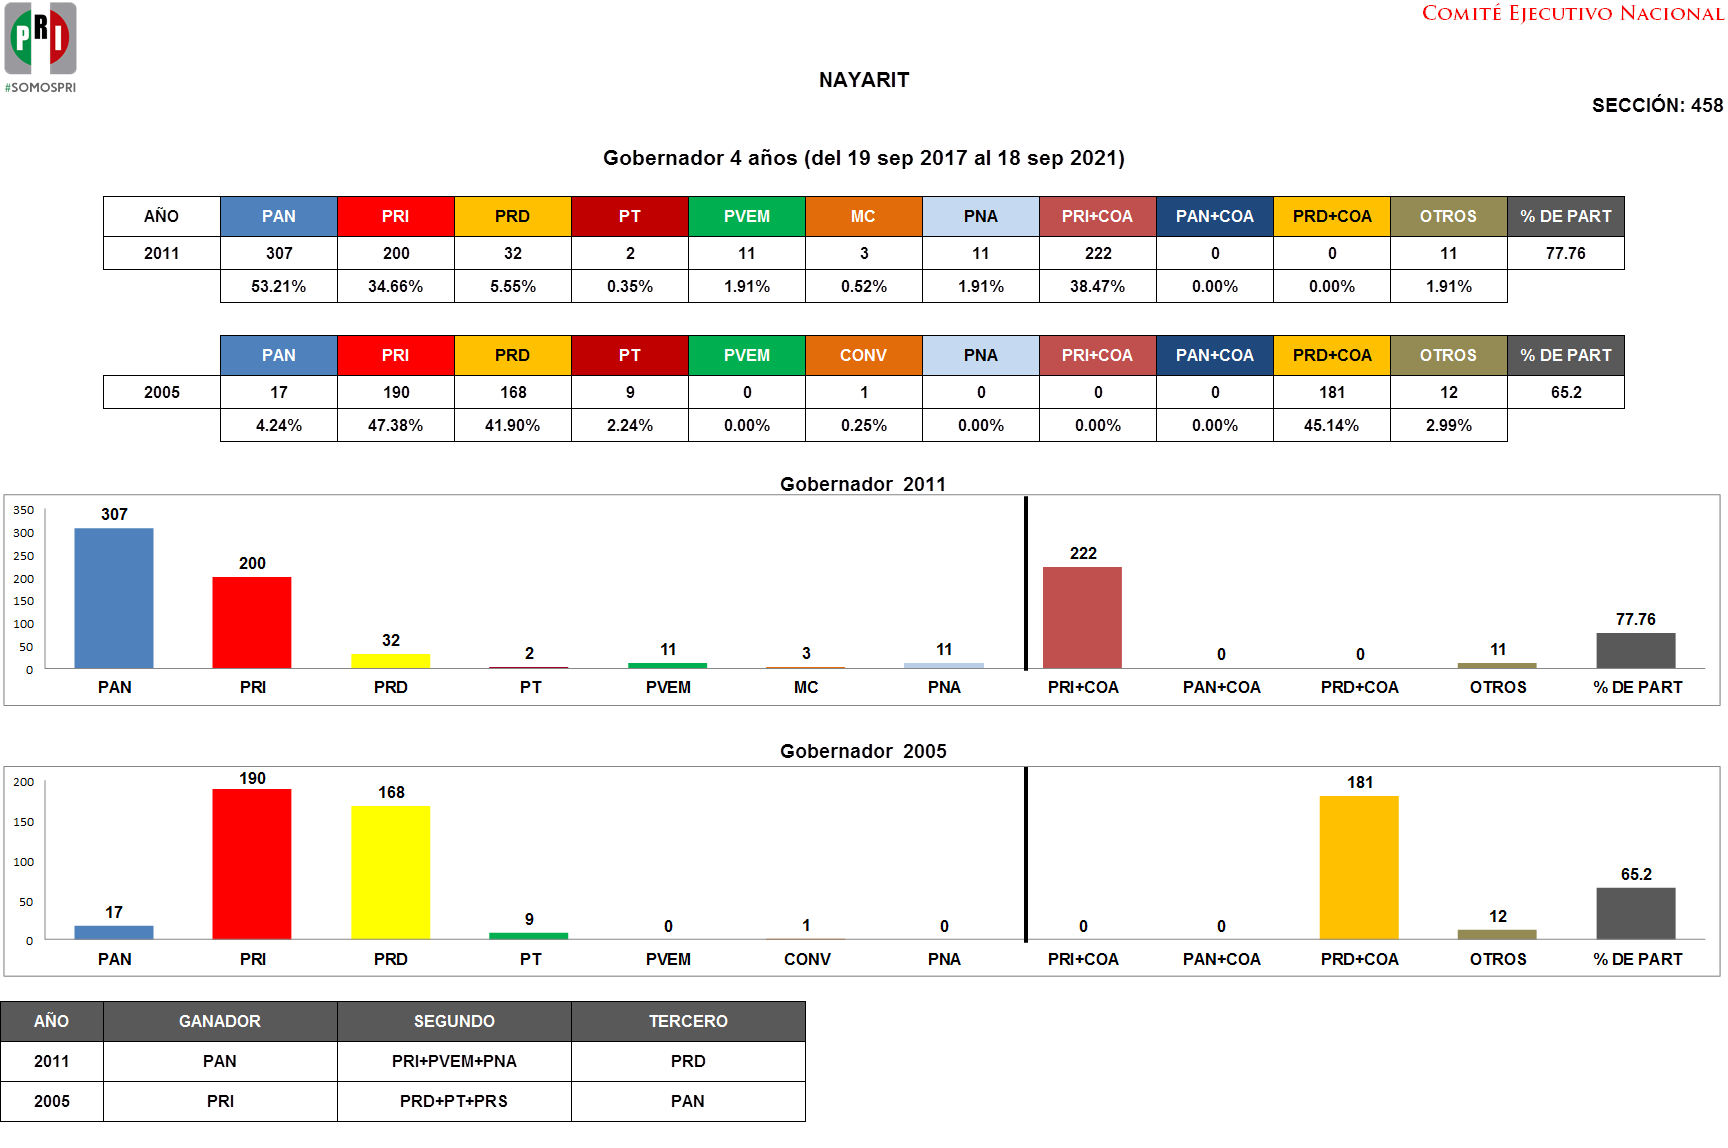 PRI
#SOMOSPRI
COMITÉ EJECUTIVO NACIONAL
NAYARIT
SECCIÓN: 458
Gobernador 4 años (del 19 sep 2017 al 18 sep 2021)
AÑO PAN PRI PRD PT PVEM MC PNA PRI+COA PAN+COA PRD+COA OTROS % DE PART
2011 307 200 32 2 11 3 11 222 0 0 11 77.76
53.21% 34.66% 5.55% 0.35% 1.91% 0.52% 1.91% 38.47% 0.00% 0.00% 1.91%
PAN PRI PRD PT PVEM CONV PNA PRI+COA PAN+COA PRD+COA OTROS % DE PART
2005 17 190 168 9 0 1 0 0 0 181 12 65.2
4.24% 47.38% 41.90% 2.24% 0.00% 0.25% 0.00% 0.00% 0.00% 45.14% 2.99%
Gobernador 2011
350
300
250
200
150
100
50
0
307 200 32 2 11 3 11 222 0 0 11 77.76
PAN PRI PRD PT PVEM MC PNA PRI+COA PAN+COA PRD+COA OTROS % DE PART
Gobernador 2005
200
150
100
50
0
17 190 168 9 0 1 0 0 0 181 12 65.2
PAN PRI PRD PT PVEM CONV PNA PRI+COA PAN+COA PRD+COA OTROS % DE PART
AÑO GANADOR SEGUNDO TERCERO
2011 PAN PRI+PVEM+PNA PRD
2005 PRI PRD+PT+PRS PAN